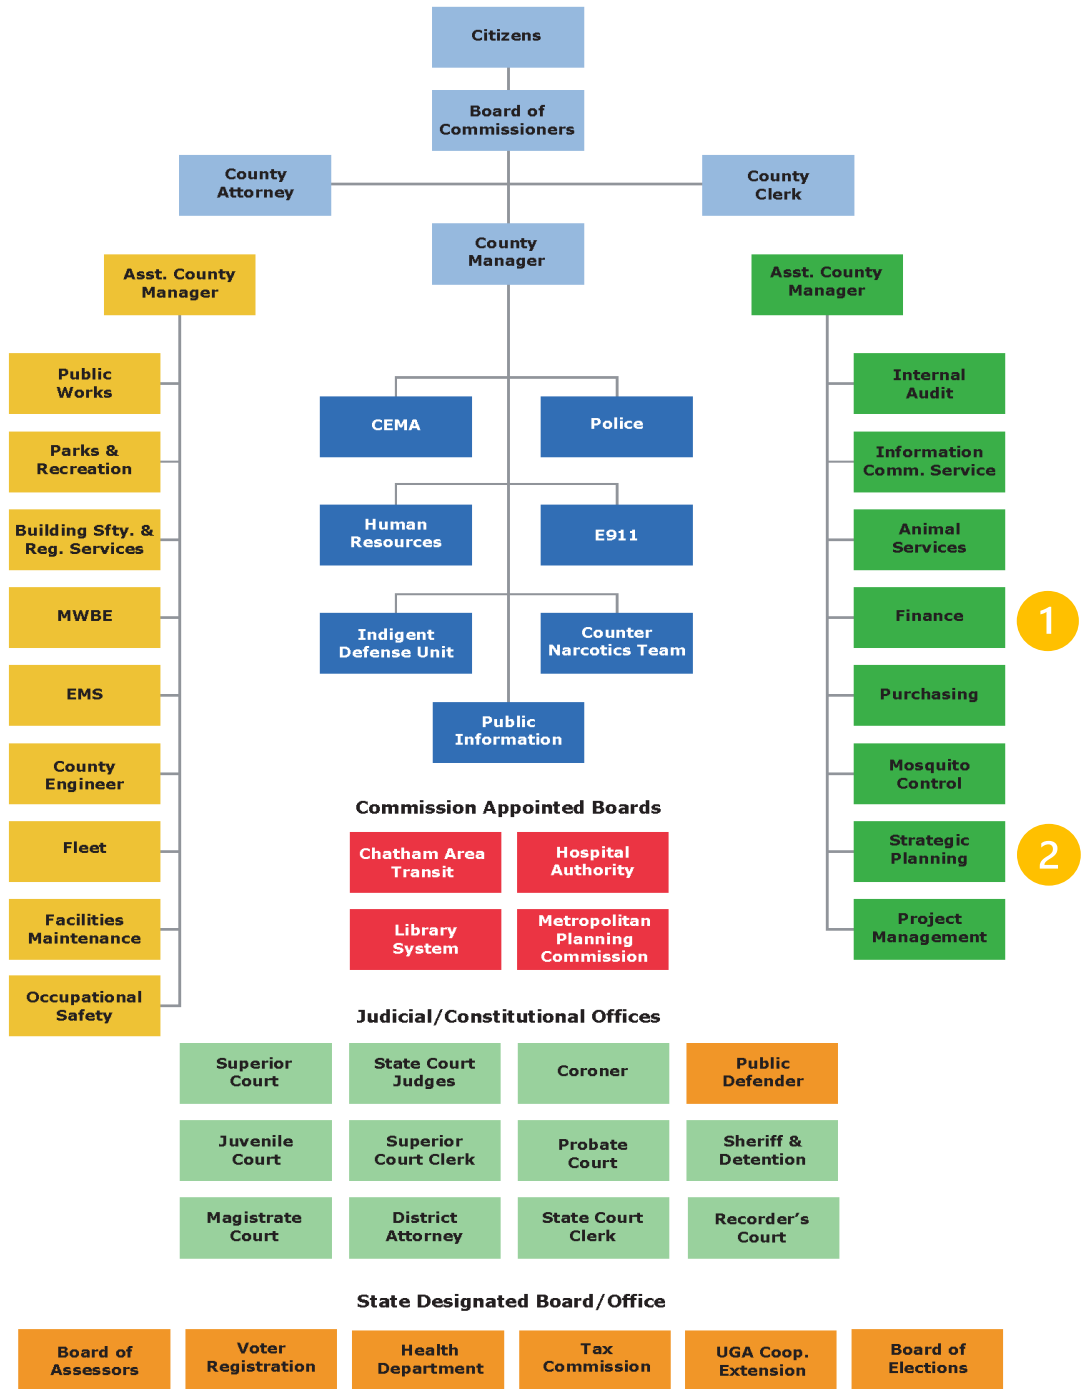 Citizens
Board of
Commissioners
County
Attorney
County
Clerk
County
Manager
Asst. County
Manager
Asst. County
Manager
Public
Works
Parks &
Recreation
Building Sfty. &
Reg. Services
MWBE
EMS
County
Engineer
Fleet
Facilities
Maintenance
Occupational
Safety
CEMA
Police
Human
Resources
E911
Indigent
Defense Unit
Counter
Narcotics Team
Public
Information
Internal
Audit
Information
Comm. Service
Animal
Services
Finance
1
Purchasing
Mosquito
Control
Strategic
Planning
2
Project
Management
Commission Appointed Boards
Chatham Area
Transit
Hospital
Authority
Library
System
Metropolitan
Planning
Commission
Judicial/Constitutional Offices
Superior
Court
State Court
Judges
Coroner
Public
Defender
Juvenile
Court
Superior
Court Clerk
Probate
Court
Sheriff &
Detention
Magistrate
Court
District
Attorney
State Court
Clerk
Recorder’s
Court
State Designated Board/Office
Board of
Assessors
Voter
Registration
Health
Department
Tax
Commission
UGA Coop.
Extension
Board of
Elections